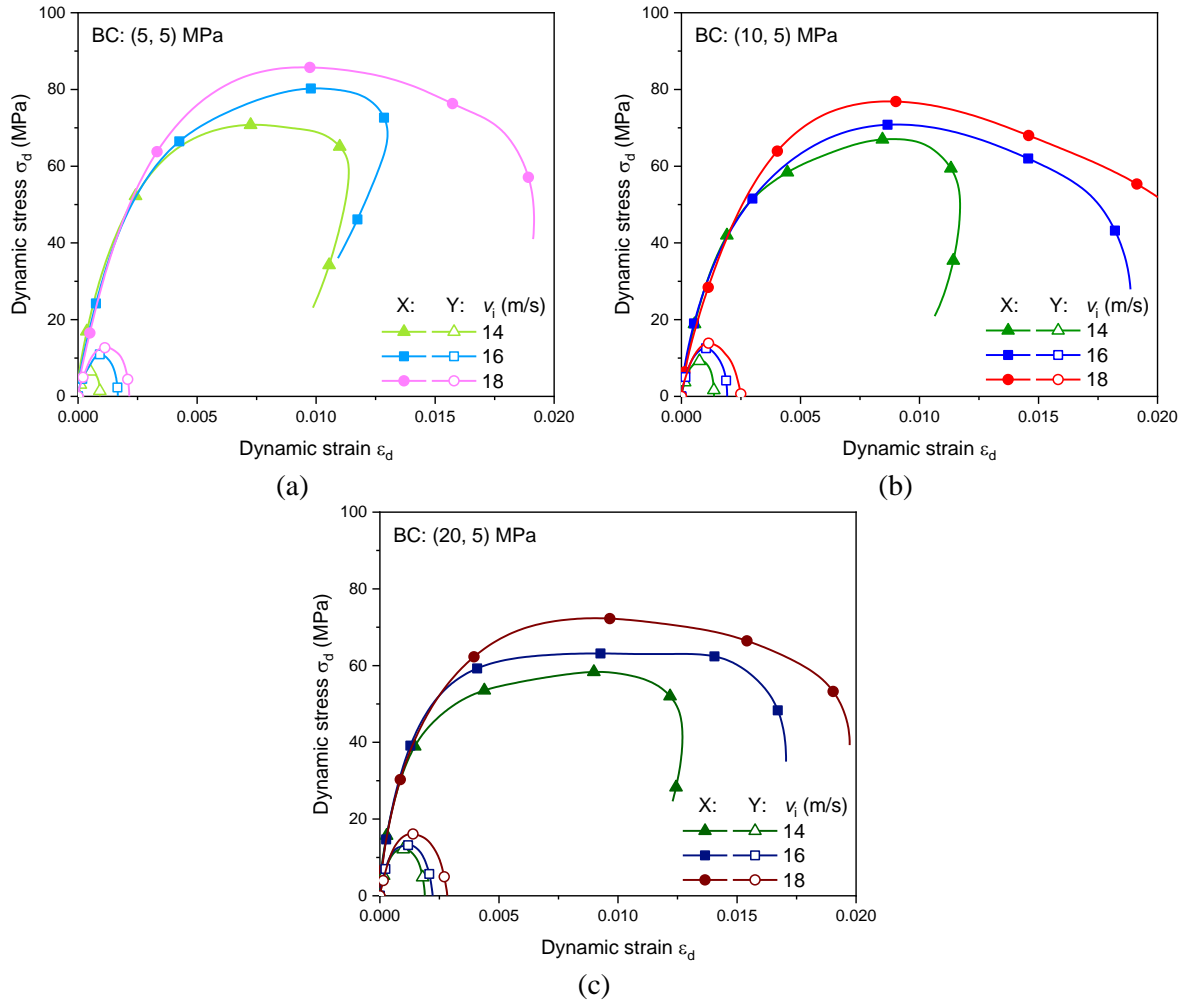 BC: (5, 5) MPa
100
80
60
40
20
0
Dynamic stress σd (MPa)
X: Y: vi (m/s)
14
16
18
0.000 0.005 0.010 0.015 0.020
Dynamic strain εd
(a)
BC: (10, 5) MPa
100
80
60
40
20
0
Dynamic stress σd (MPa)
X: Y: vi (m/s)
14
16
18
0.000 0.005 0.010 0.015 0.020
Dynamic strain εd
(b)
BC: (20, 5) MPa
100
80
60
40
20
0
Dynamic stress σd (MPa)
X: Y: vi (m/s)
14
16
18
0.000 0.005 0.010 0.015 0.020
Dynamic strain εd
(c)